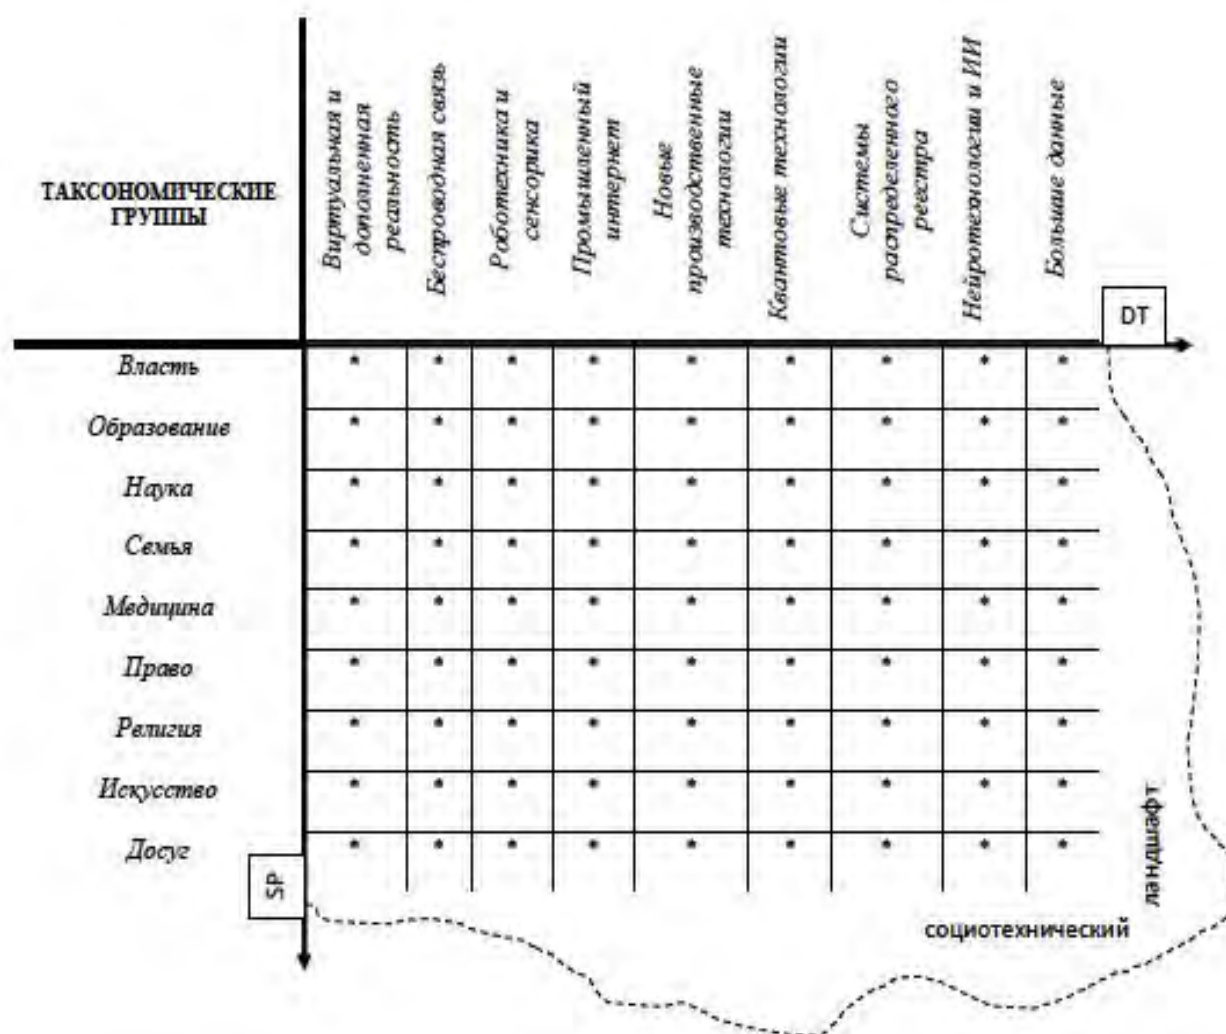 ТАКСОНОМИЧЕСКИЕ
ГРУППЫ
Виртуальная и
дополненная
реальность
Беспроводная связь
Робототехника и
сенсорика
Промышленный
интернет
Новые
производственные
технологии
Квантовые технологии
Системы
распределенного
реестра
Нейротехнологии и ИИ
Большие данные
DT
Власть * * * * * * * * *
Образование * * * * * * * * *
Наука * * * * * * * * *
Семья * * * * * * * * *
Медицина * * * * * * * * *
Право * * * * * * * * *
Религия * * * * * * * * *
Искусство * * * * * * * * *
Досуг * * * * * * * * *
SP
социотехнический
ландшафт